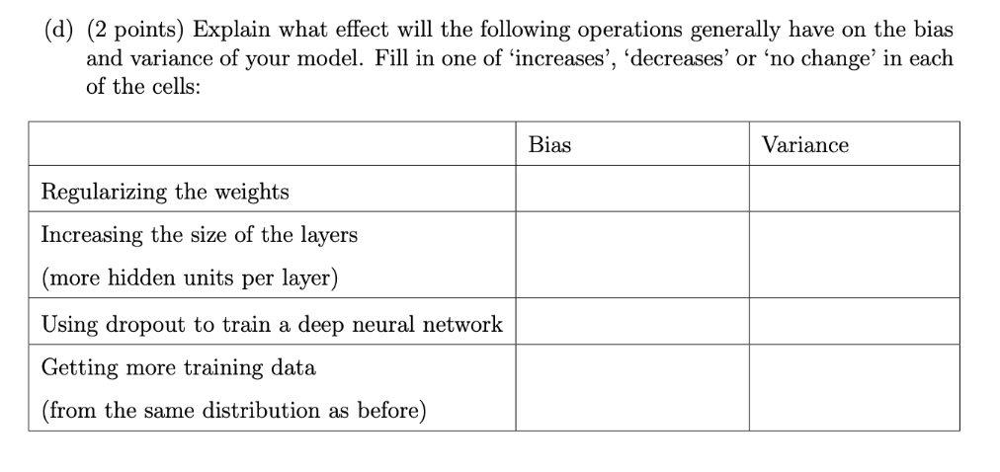 (d) (2 points) Explain what effect will the following operations generally have on the bias
and variance of your model. Fill in one of ‘increases’, ‘decreases’ or ‘no change’ in each
of the cells:
Bias Variance
Regularizing the weights
Increasing the size of the layers
(more hidden units per layer)
Using dropout to train a deep neural network
Getting more training data
(from the same distribution as before)